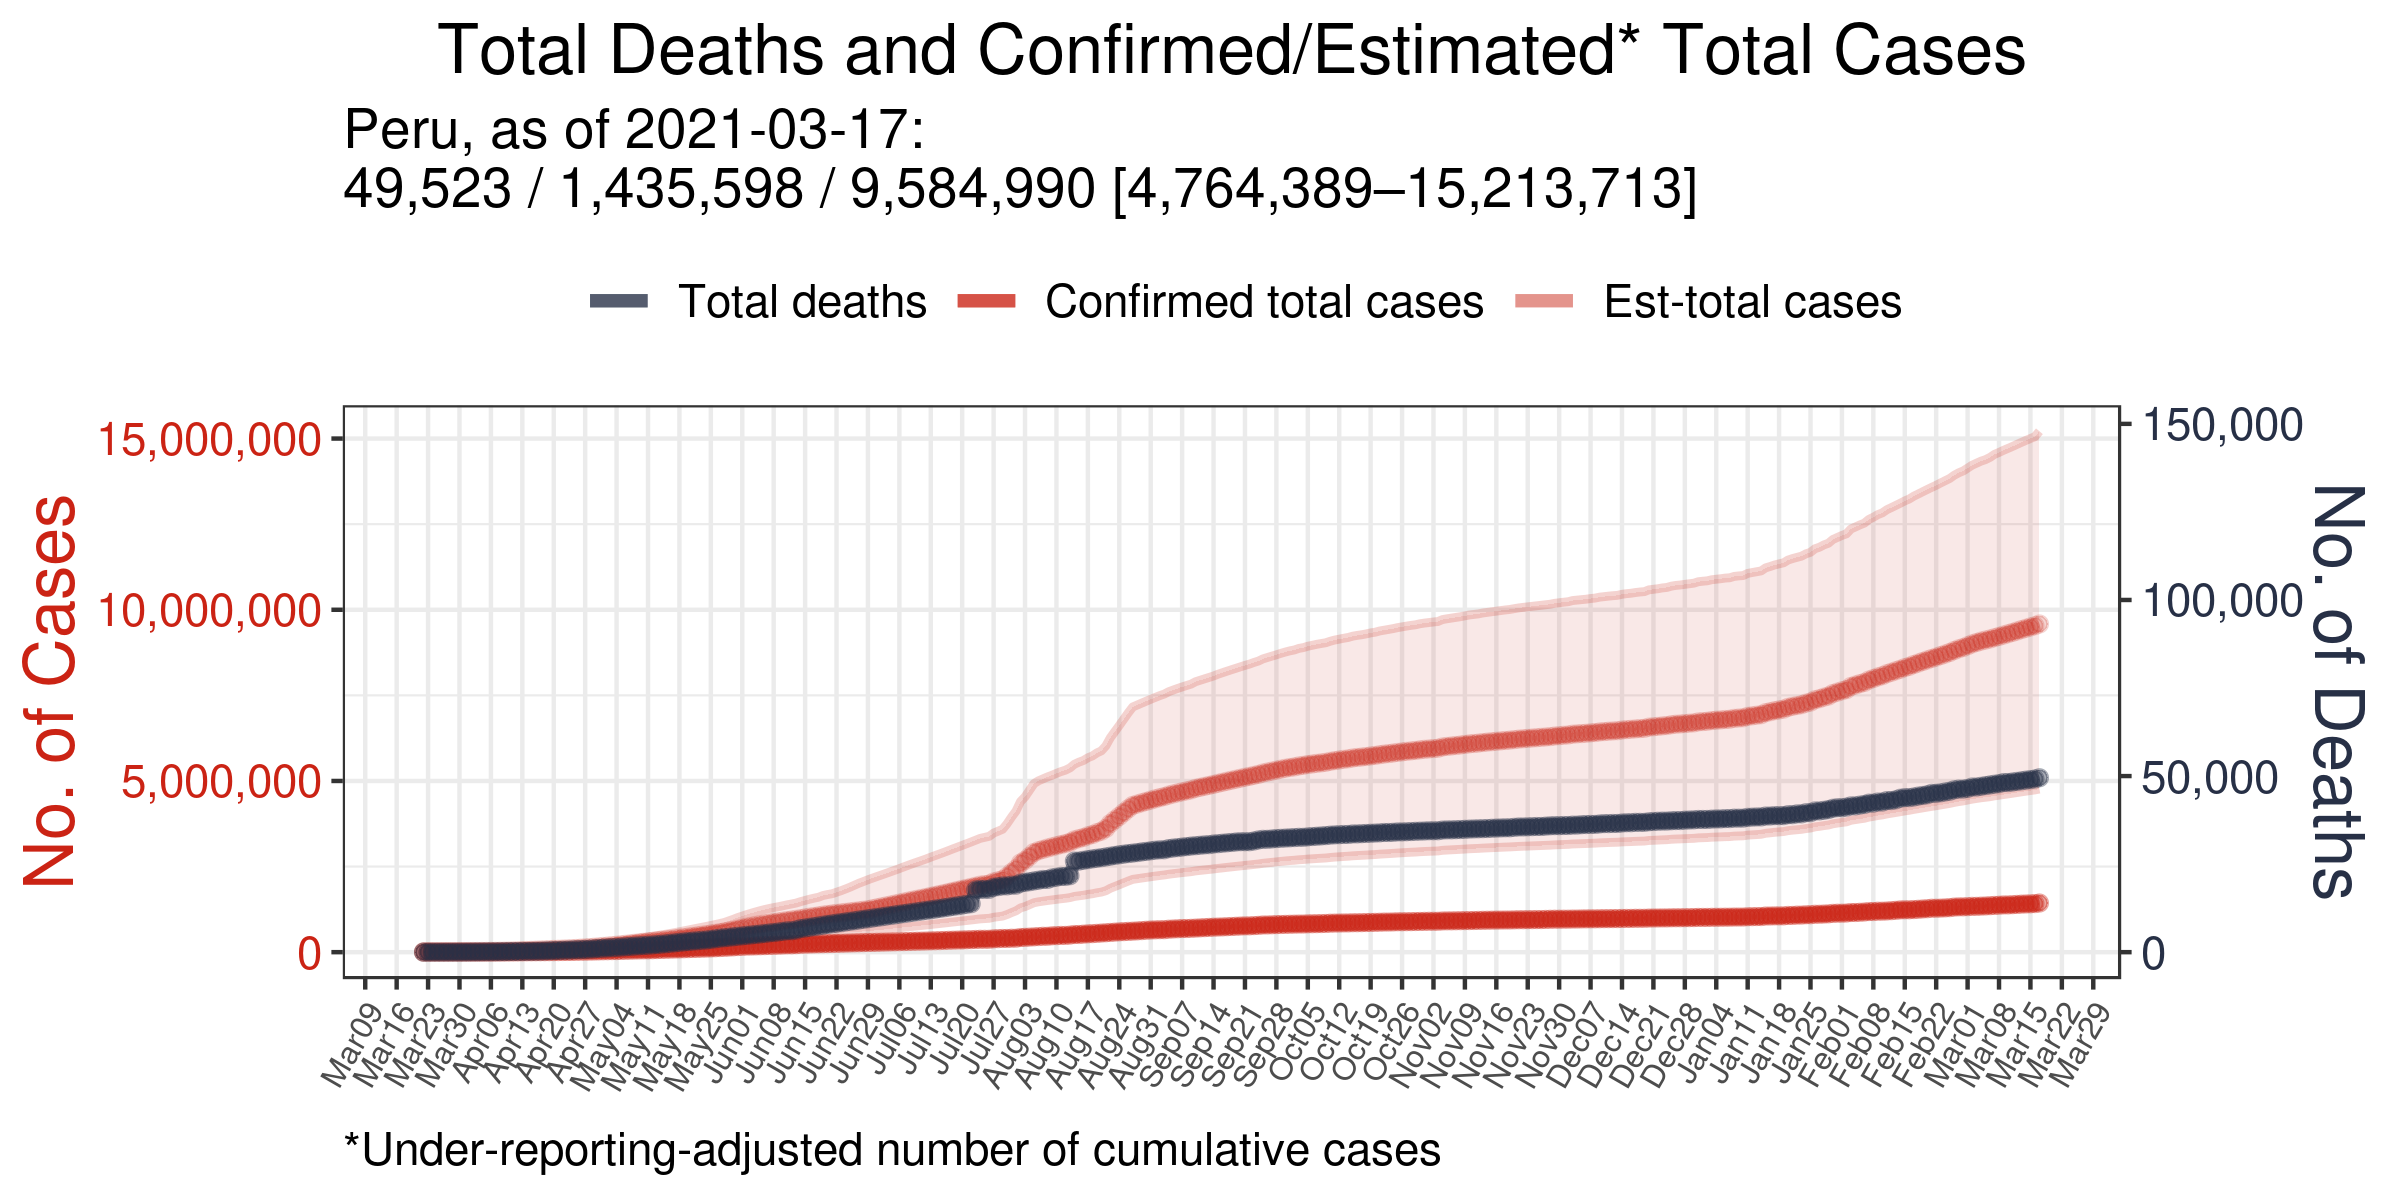 Total Deaths and Confirmed/Estimated* Total Cases
Peru, as of 2021-03-17:
49,523 / 1,435,598 / 9,584,990 [4,764,389–15,213,713]
Total deaths
Confirmed total cases
Est-total cases
No. of Cases
15,000,000
10,000,000
5,000,000
0
150,000
100,000
50,000
0
No. of Deaths
Mar09
Mar16
Mar23
Mar30
Apr06
Apr13
Apr20
Apr27
May04
May11
May18
May25
Jun01
Jun08
Jun15
Jun22
Jun29
Jul06
Jul13
Jul20
Jul27
Aug03
Aug10
Aug17
Aug24
Aug31
Sep07
Sep14
Sep21
Sep28
Oct05
Oct12
Oct19
Oct26
Nov02
Nov09
Nov16
Nov23
Nov30
Dec07
Dec14
Dec21
Dec28
Jan04
Jan11
Jan18
Jan25
Feb01
Feb08
Feb15
Feb22
Mar01
Mar08
Mar15
Mar22
Mar29
*Under-reporting-adjusted number of cumulative cases